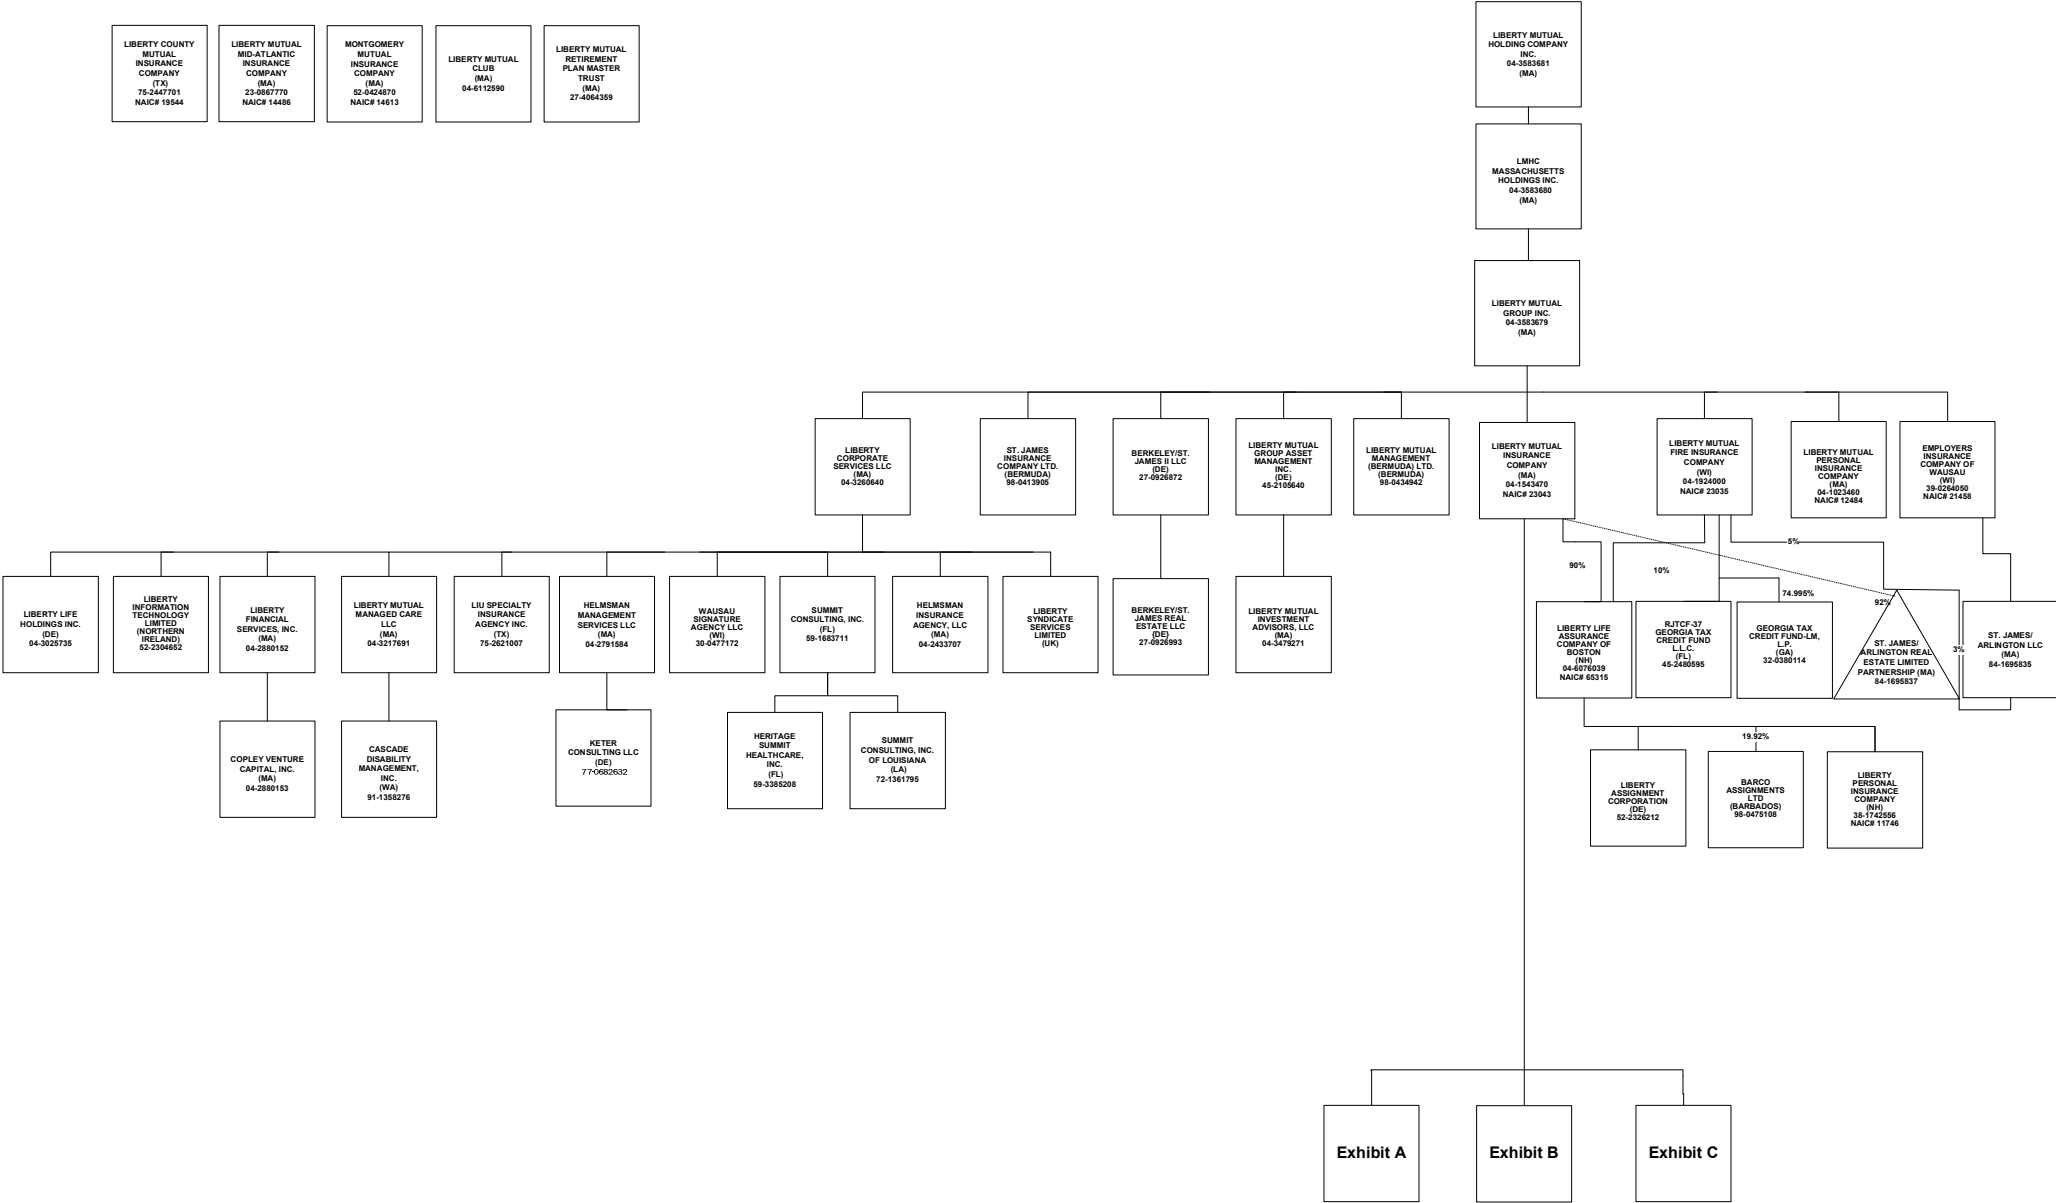 LIBERTY COUNTY
MUTUAL
INSURANCE
COMPANY
(TX)
75-2447701
NAIC# 19544
LIBERTY MUTUAL
MID-ATLANTIC
INSURANCE
COMPANY
(MA)
23-0867770
NAIC# 14486
MONTGOMERY
MUTUAL
INSURANCE
COMPANY
(MA)
52-0424870
NAIC# 14613
LIBERTY MUTUAL
CLUB
(MA)
04-6112590
LIBERTY MUTUAL
RETIREMENT
PLAN MASTER
TRUST
(MA)
27-4064359
LIBERTY MUTUAL
HOLDING COMPANY
INC.
04-3583681
(MA)
LMHC
MASSACHUSETTS
HOLDINGS INC.
04-3583680
(MA)
LIBERTY MUTUAL
GROUP INC.
04-3583679
(MA)
LIBERTY
CORPORATE
SERVICES LLC
(MA)
04-3260640
ST. JAMES
INSURANCE
COMPANY LTD.
(BERMUDA)
98-0413905
BERKELEY/ST.
JAMES II LLC
(DE)
27-0926872
LIBERTY MUTUAL
GROUP ASSET
MANAGEMENT
INC.
(DE)
45-2105640
LIBERTY MUTUAL
MANAGEMENT
(BERMUDA) LTD.
(BERMUDA)
98-0434942
LIBERTY MUTUAL
INSURANCE
COMPANY
(MA)
04-1543470
NAIC# 23043
LIBERTY MUTUAL
FIRE INSURANCE
COMPANY
(WI)
04-1924000
NAIC# 23035
LIBERTY MUTUAL
PERSONAL
INSURANCE
COMPANY
(MA)
04-1023460
NAIC# 12484
EMPLOYERS
INSURANCE
COMPANY OF
WAUSAU
(WI)
39-0264050
NAIC# 21458
90%
10%
5%
74.995%
92%
3%
LIBERTY LIFE
HOLDINGS INC.
(DE)
04-3025735
LIBERTY
INFORMATION
TECHNOLOGY
LIMITED
(NORTHERN
IRELAND)
52-2304652
LIBERTY
FINANCIAL
SERVICES, INC.
(MA)
04-2880152
LIBERTY MUTUAL
MANAGED CARE
LLC
(MA)
04-3217691
LIU SPECIALTY
INSURANCE
AGENCY INC.
(TX)
75-2621007
HELMSMAN
MANAGEMENT
SERVICES LLC
(MA)
04-2791584
WAUSAU
SIGNATURE
AGENCY LLC
(WI)
30-0477172
SUMMIT
CONSULTING, INC.
(FL)
59-1683711
HELMSMAN
INSURANCE
AGENCY, LLC
(MA)
04-2433707
LIBERTY
SYNDICATE
SERVICES
LIMITED
(UK)
BERKELEY/ST.
JAMES REAL
ESTATE LLC
(DE)
27-0926993
LIBERTY MUTUAL
INVESTMENT
ADVISORS, LLC
(MA)
04-3479271
LIBERTY LIFE
ASSURANCE
COMPANY OF
BOSTON
(NH)
04-6076039
NAIC# 65315
RJTCF-37
GEORGIA TAX
CREDIT FUND
L.L.C.
(FL)
45-2480595
GEORGIA TAX
CREDIT FUND-LM,
L.P.
(GA)
32-0380114
ST. JAMES/
ARLINGTON REAL
ESTATE LIMITED
PARTNERSHIP (MA)
84-1695837
ST. JAMES/
ARLINGTON LLC
(MA)
84-1695835
COPLEY VENTURE
CAPITAL, INC.
(MA)
04-2880153
CASCADE
DISABILITY
MANAGEMENT,
INC.
(WA)
91-1358276
KETER
CONSULTING LLC
(DE)
77-0682632
HERITAGE
SUMMIT
HEALTHCARE,
INC.
(FL)
59-3385208
SUMMIT
CONSULTING, INC.
OF LOUISIANA
(LA)
72-1361795
19.92%
LIBERTY
ASSIGNMENT
CORPORATION
(DE)
52-2326212
BARCO
ASSIGNMENTS
LTD
(BARBADOS)
98-0475108
LIBERTY
PERSONAL
INSURANCE
COMPANY
(NH)
38-1742556
NAIC# 11746
Exhibit A
Exhibit B
Exhibit C